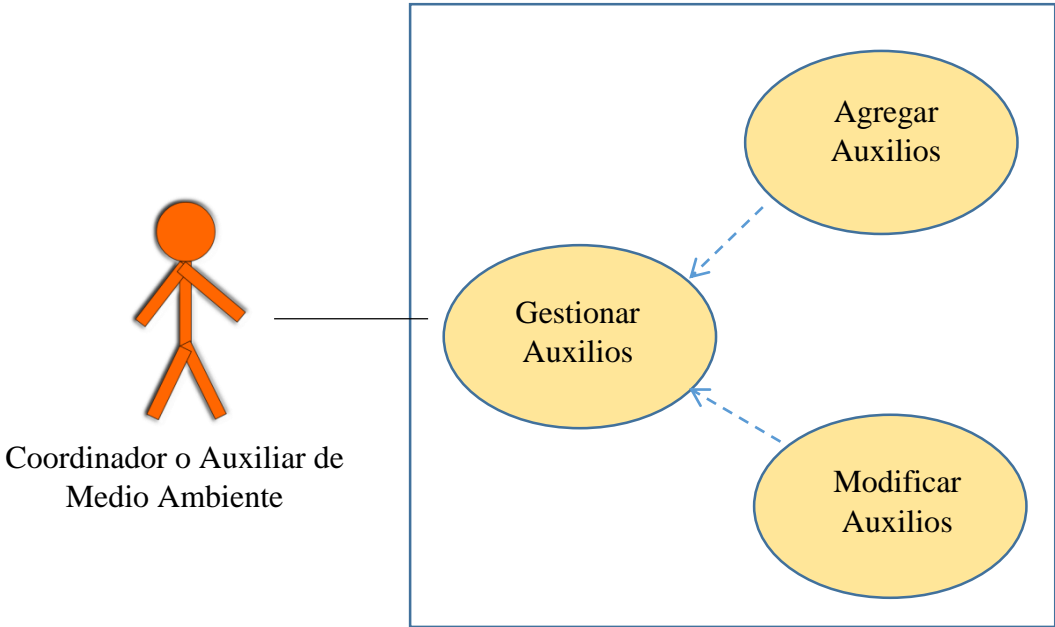 Agregar
Auxilios
Gestionar
Auxilios
Coordinador o Auxiliar de
Medio Ambiente
Modificar
Auxilios